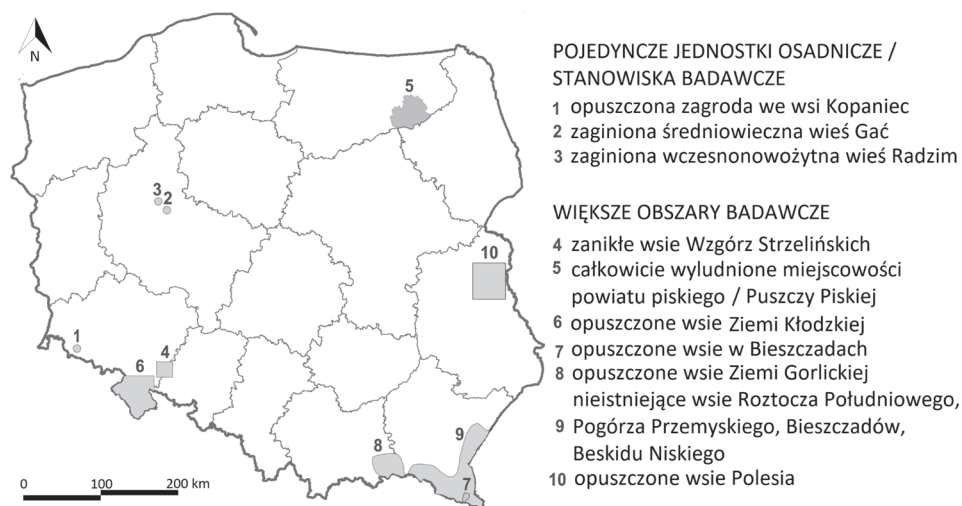 N
5
3
2
10
1
6
4
8
9
7
0 100 200 km
POJEDYNCZE JEDNOSTKI OSADNICZE /
STANOWISKA BADAWCZE
1 opuszczona zagroda we wsi Kopaniec
2 zaginiona średniowieczna wieś Gać
3 zaginiona wczesnonowożytna wieś Radzim
WIĘKSZE OBSZARY BADAWCZE
4 zanikłe wsie Wzgórz Strzelińskich
5 całkowicie wyludnione miejscowości
powiatu piskiego / Puszczy Piskiej
6 opuszczone wsie Ziemi Kłodzkiej
7 opuszczone wsie w Bieszczadach
8 opuszczone wsie Ziemi Gorlickiej
nieistniejące wsie Roztocza Południowego,
9 Pogórza Przemyskiego, Bieszczadów,
Beskidu Niskiego
10 opuszczone wsie Polesia